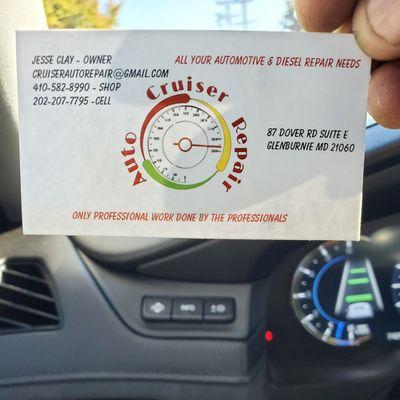 JESSE CLAY - OWNER
CRUISERAUTOREPAIR@GMAIL.COM
410-582-8990 - SHOP
202-207-7795 -CELL
ALL YOUR AUTOMOTIVE & DIESEL REPAIR NEEDS
Auto Cruiser Repair
87 DOVER RD SUITE E
GLENBURNIE MD 21060
ONLY PROFESSIONAL WORK DONE BY THE PROFESSIONALS
INFO